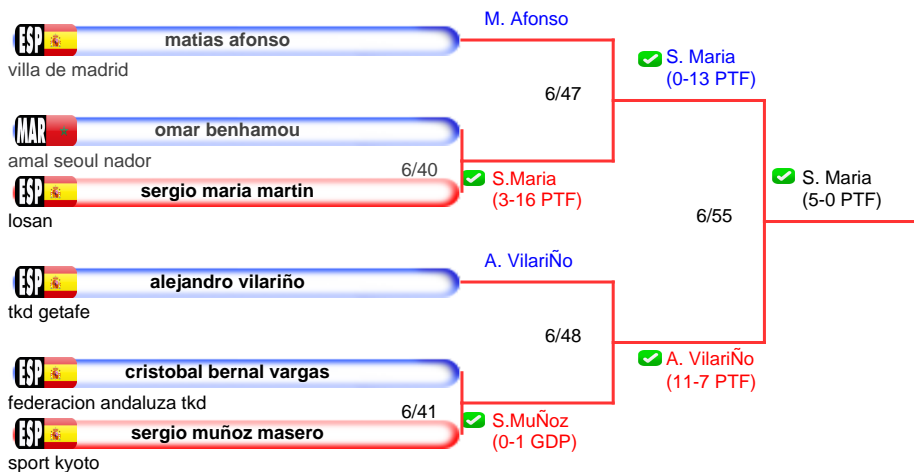 M. Afonso
ESP matias afonso
villa de madrid
S. Maria
(0-13 PTF)
6/47
MAR omar benhamou
amal seoul nador
6/40
S.Maria
(3-16 PTF)
ESP sergio maria martin
losan
S. Maria
(5-0 PTF)
6/55
A. VilariÑo
ESP alejandro vilariño
tkd getafe
6/48
A. VilariÑo
(11-7 PTF)
ESP cristobal bernal vargas
federacion andaluza tkd
6/41
S.MuÑoz
(0-1 GDP)
ESP sergio muñoz masero
sport kyoto